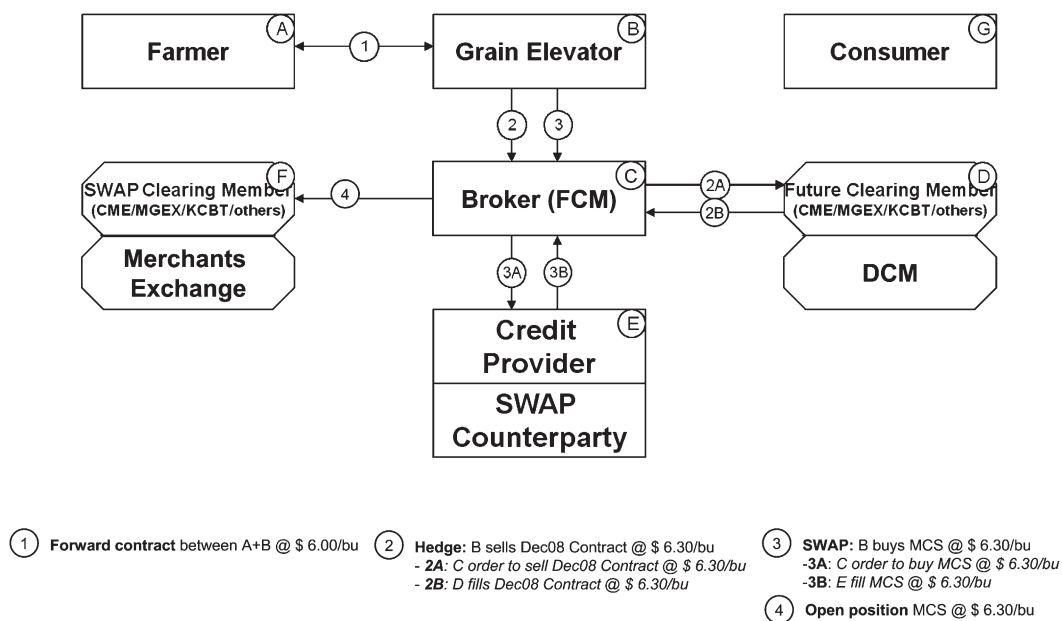 A
Farmer
1
B
Grain Elevator
G
Consumer
2
3
F
SWAP Clearing Member
(CME/MGEX/KCBT/others)
Merchants
Exchange
4
C
Broker (FCM)
2A
2B
D
Future Clearing Member
(CME/MGEX/KCBT/others)
DCM
3A
3B
E
Credit
Provider
SWAP
Counterparty
1 Forward contract between A+B @ $ 6.00/bu
2 Hedge: B sells Dec08 Contract @ $ 6.30/bu
- 2A: C order to sell Dec08 Contract @ $ 6.30/bu
- 2B: D fills Dec08 Contract @ $ 6.30/bu
3 SWAP: B buys MCS @ $ 6.30/bu
-3A: C order to buy MCS @ $ 6.30/bu
-3B: E fill MCS @ $ 6.30/bu
4 Open position MCS @ $ 6.30/bu